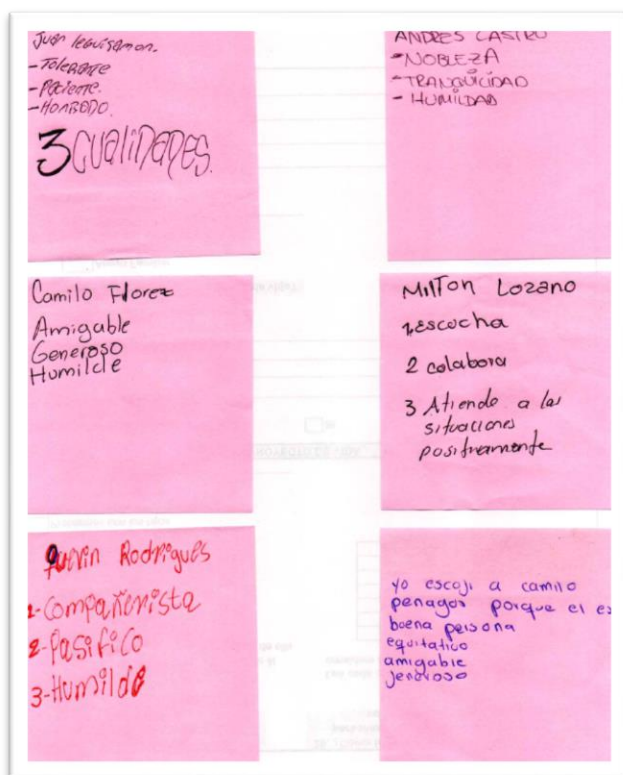 Juan leguisamon.
-Tolerante
-Paciente.
-HONRADO.
3 CUALIDADES.
ANDRES CASTRO
-NOBLEZA
-TRANQUILIDAD
- HUMILDAD
Camilo Florez
Amigable
Generoso
Humilde
Milton Lozano
1, escucha
2 colabora
3 Atiende a las
situaciones
positivamente
Rodrigues
1-Compañerista
2-Pasifico
3-Humilde
yo escoji a camilo
penagos porque el es
boena persona
equitativo
amigable
jeneroso